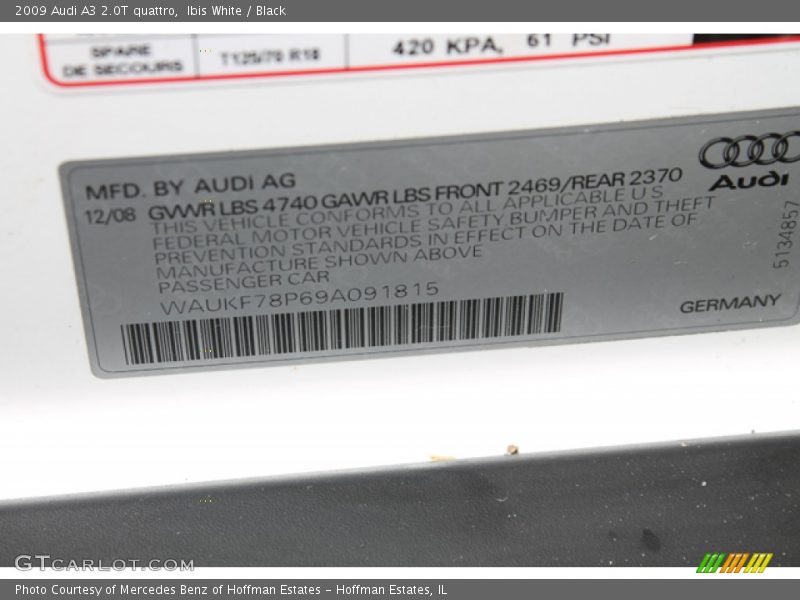 2009 Audi A3 2.0T quattro, Ibis White / Black
SPARE
DE SECOURS
T125/70 R18
420 KPA, 61 PSI
MFD. BY AUDI AG
12/08 GVWR LBS 4740 GAWR LBS FRONT 2469/REAR 2370
THIS VEHICLE CONFORMS TO ALL APPLICABLE U S
FEDERAL MOTOR VEHICLE SAFETY BUMPER AND THEFT
PREVENTION STANDARDS IN EFFECT ON THE DATE OF
MANUFACTURE SHOWN ABOVE
PASSENGER CAR
WAUKF78P69A091815
Audi
5134857
GERMANY
GTCARLOT.COM
Photo Courtesy of Mercedes Benz of Hoffman Estates - Hoffman Estates, IL